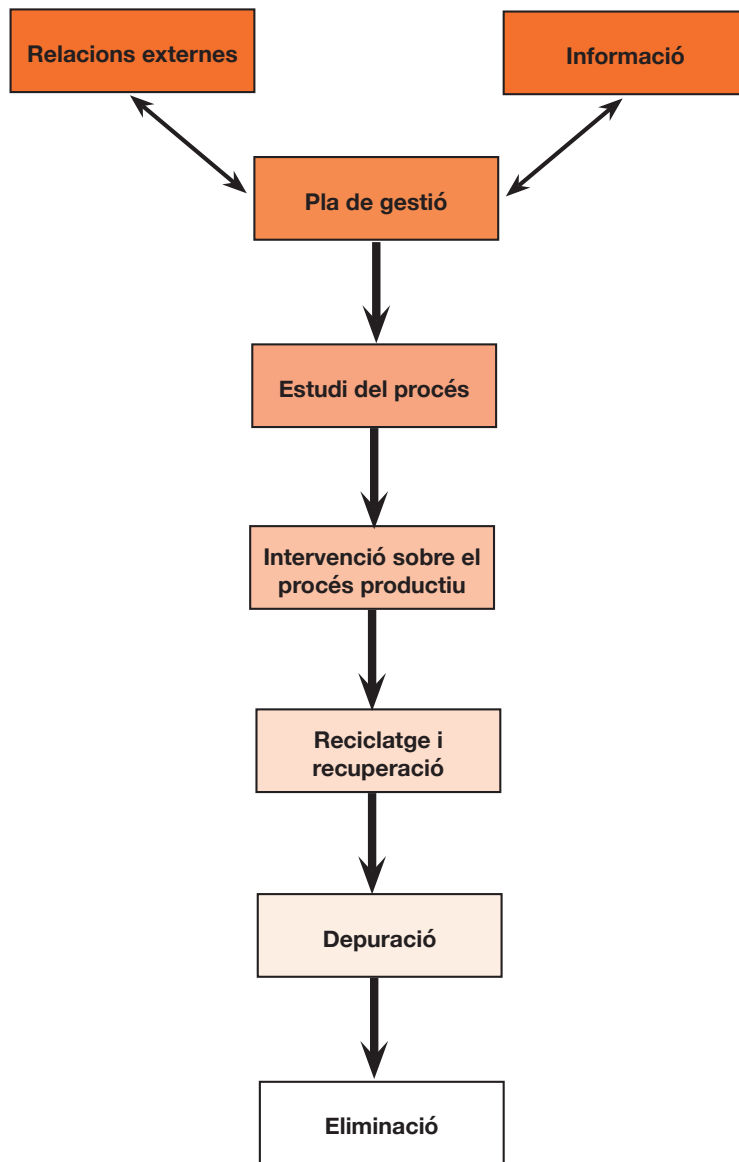 Relacions externes
Informació
Pla de gestió
Estudi del procés
Intervenció sobre el
procés productiu
Reciclatge i
recuperació
Depuració
Eliminació